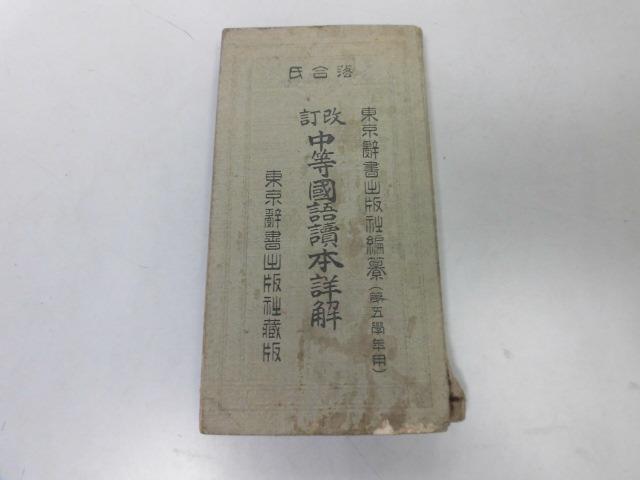 落合氏
東京辭書出版社編纂（第五學年用）
改訂
中等國語讀本詳解
東京辭書出版社藏版